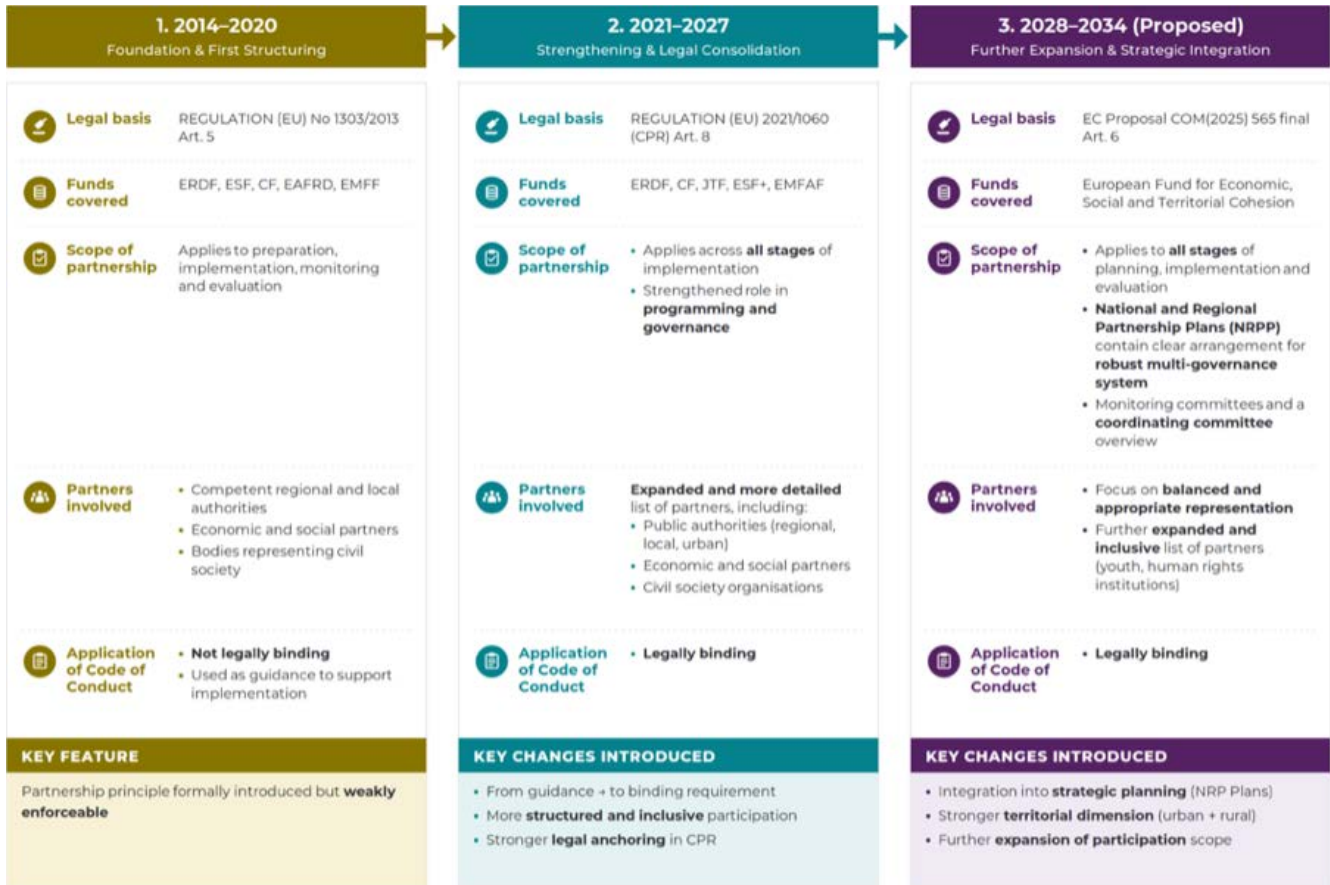 1. 2014–2020
Foundation & First Structuring
Legal basis
REGULATION (EU) No 1303/2013
Art. 5
Funds
covered
ERDF, ESF, CF, EAFRD, EMFF
Scope of
partnership
Applies to preparation,
implementation, monitoring
and evaluation
Partners
involved
• Competent regional and local
authorities
• Economic and social partners
• Bodies representing civil
society
Application
of Code of
Conduct
• Not legally binding
• Used as guidance to support
implementation
KEY FEATURE
Partnership principle formally introduced but weakly
enforceable
2. 2021–2027
Strengthening & Legal Consolidation
Legal basis
REGULATION (EU) 2021/1060
(CPR) Art. 8
Funds
covered
ERDF, CF, JTF, ESF+, EMFAF
Scope of
partnership
• Applies across all stages of
implementation
• Strengthened role in
programming and
governance
Partners
involved
Expanded and more detailed
list of partners, including:
• Public authorities (regional,
local, urban)
• Economic and social partners
• Civil society organisations
Application
of Code of
Conduct
• Legally binding
KEY CHANGES INTRODUCED
• From guidance → to binding requirement
• More structured and inclusive participation
• Stronger legal anchoring in CPR
3. 2028–2034 (Proposed)
Further Expansion & Strategic Integration
Legal basis
EC Proposal COM(2025) 565 final
Art. 6
Funds
covered
European Fund for Economic,
Social and Territorial Cohesion
Scope of
partnership
• Applies to all stages of
planning, implementation and
evaluation
• National and Regional
Partnership Plans (NRPP)
contain clear arrangement for
robust multi-governance
system
• Monitoring committees and a
coordinating committee
overview
Partners
involved
• Focus on balanced and
appropriate representation
• Further expanded and
inclusive list of partners
(youth, human rights
institutions)
Application
of Code of
Conduct
• Legally binding
KEY CHANGES INTRODUCED
• Integration into strategic planning (NRP Plans)
• Stronger territorial dimension (urban + rural)
• Further expansion of participation scope